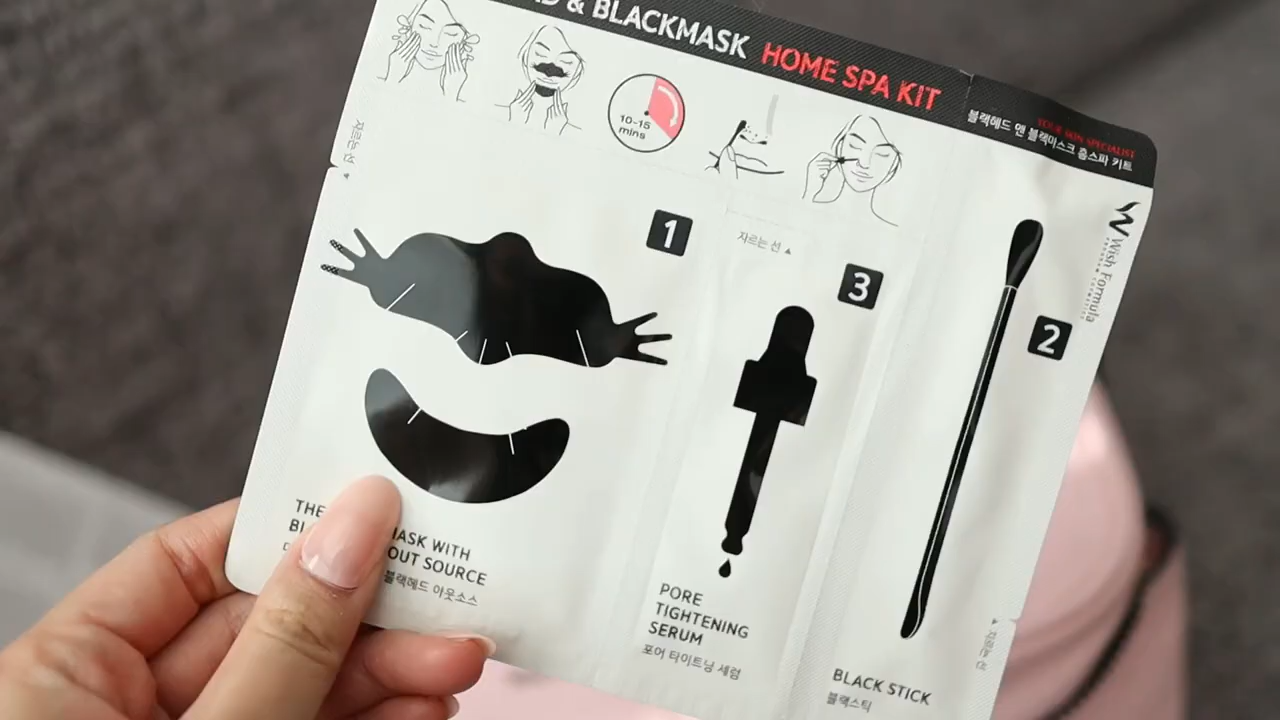 & BLACKMASK HOME SPA KIT
YOUR SKIN SPECIALIST
블랙헤드 앤 블랙마스크 홈스파 키트
10-15
mins
자르는 선
1
자르는 선
3
2
Wish Formula
THE MASK WITH
OUT SOURCE
블랙헤드 아웃소스
PORE
TIGHTENING
SERUM
포어 타이트닝 세럼
BLACK STICK
블랙스틱
자르는 선